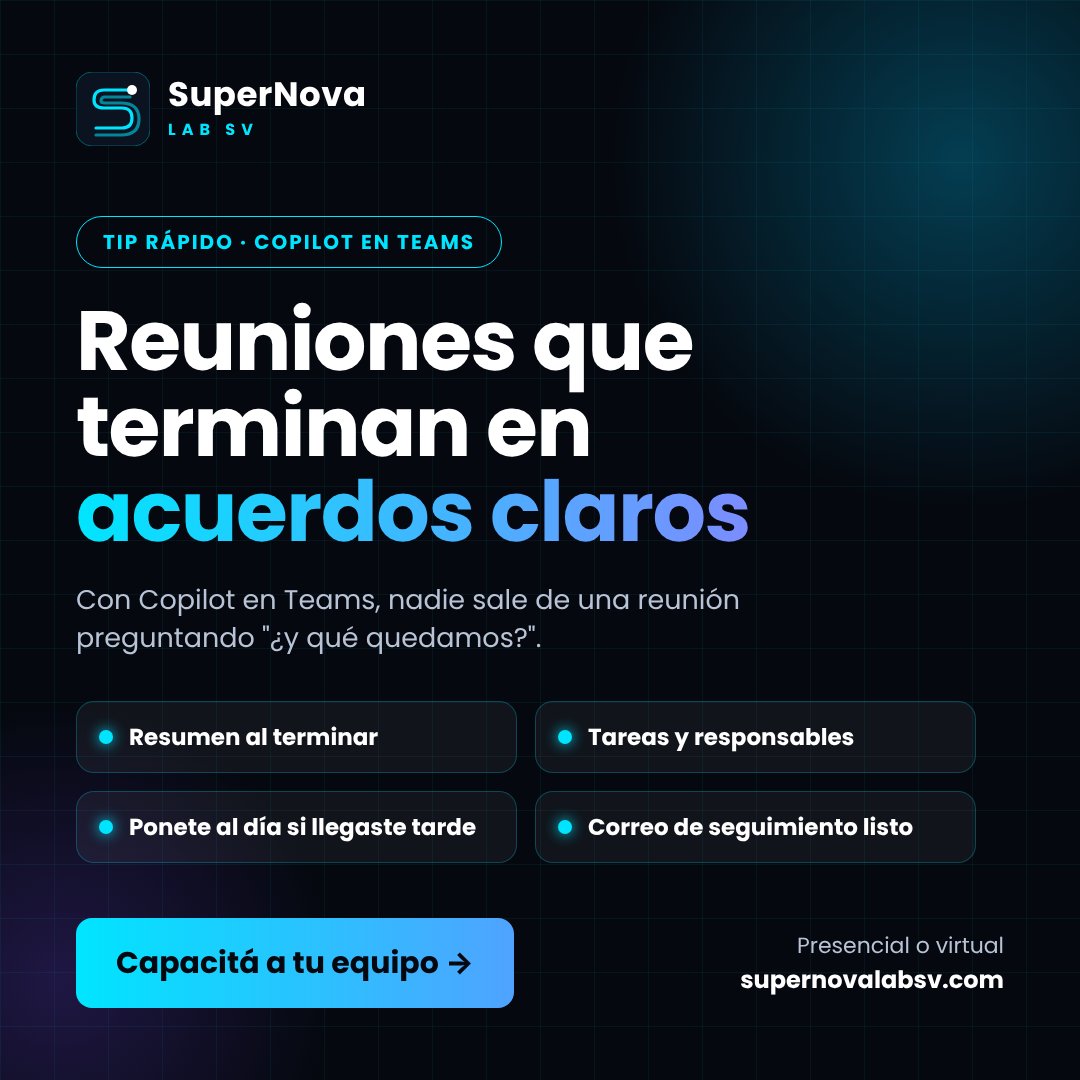 SuperNova
LAB SV
TIP RÁPIDO · COPILOT EN TEAMS
Reuniones que
terminan en
acuerdos claros
Con Copilot en Teams, nadie sale de una reunión
preguntando "¿y qué quedamos?".
Resumen al terminar
Tareas y responsables
Ponete al día si llegaste tarde
Correo de seguimiento listo
Capacitá a tu equipo →
Presencial o virtual
supernovalabsv.com